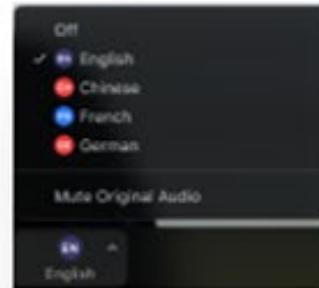 Off
English
Chinese
French
German
Mute Original Audio
EN
English